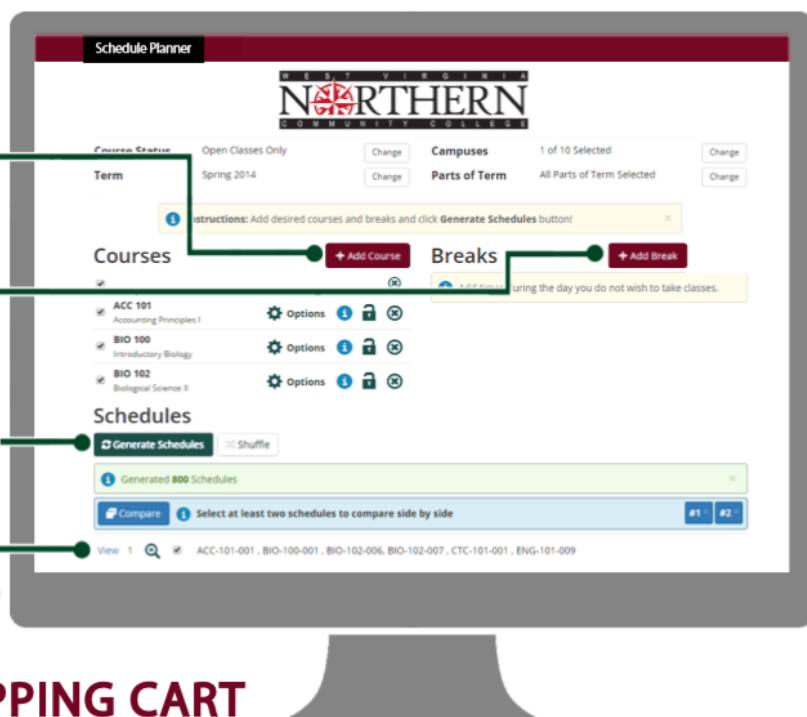 Schedule Planner
WEST VIRGINIA
NORTHERN
COMMUNITY COLLEGE
Course Status Open Classes Only Change Campuses 1 of 10 Selected Change
Term Spring 2014 Change Parts of Term All Parts of Term Selected Change
structions: Add desired courses and breaks and click Generate Schedules button! ×
Courses + Add Course Breaks + Add Break
uring the day you do not wish to take classes.
ACC 101
Accounting Principles I Options
BIO 100
Introductory Biology Options
BIO 102
Biological Science II Options
Schedules
Generate Schedules Shuffle
Generated 800 Schedules ×
Compare Select at least two schedules to compare side by side #1 × #2 ×
View 1 ACC-101-001 , BIO-100-001 , BIO-102-006, BIO-102-007 , CTC-101-001 , ENG-101-009
PPING CART